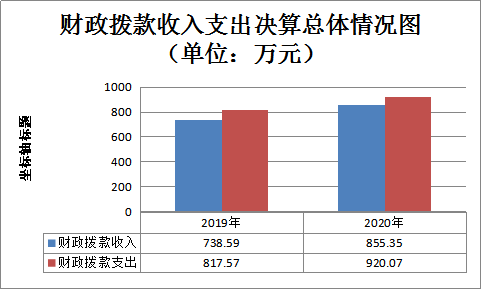 财政拨款收入支出决算总体情况图
（单位：万元）
坐标轴标题
1000
800
600
400
200
0
2019年 2020年
财政拨款收入 738.59 855.35
财政拨款支出 817.57 920.07